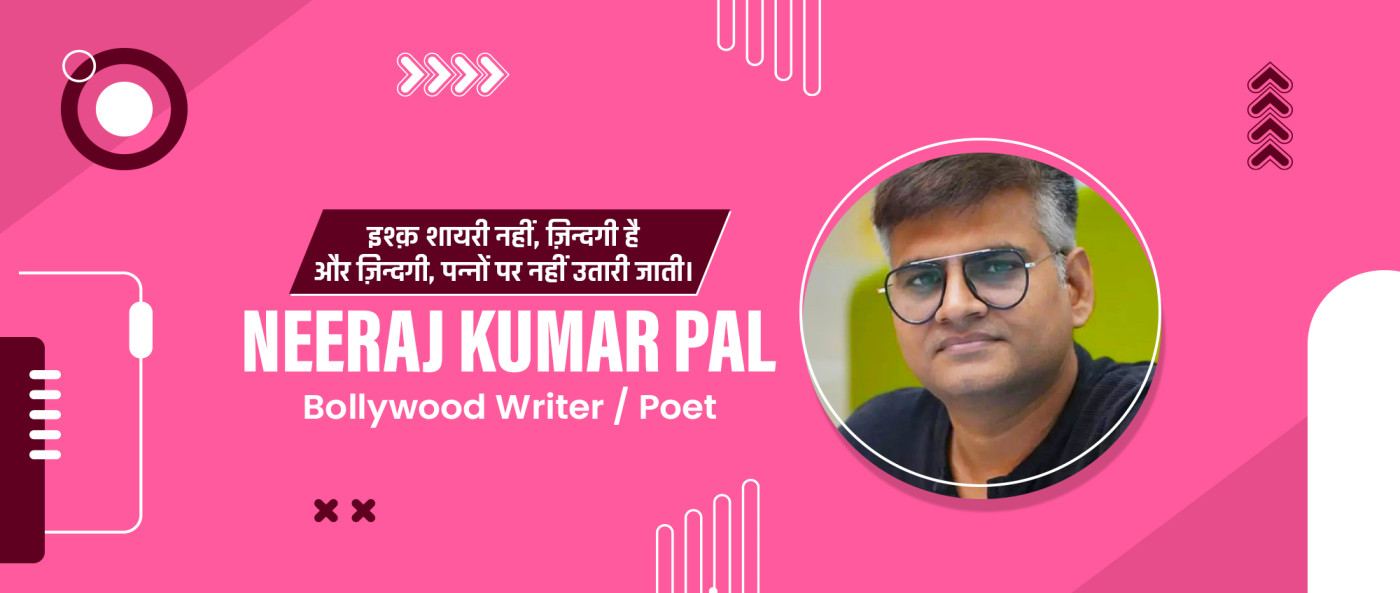 इश्क़ शायरी नहीं, ज़िन्दगी है
और ज़िन्दगी, पन्नों पर नहीं उतारी जाती।
NEERAJ KUMAR PAL
Bollywood Writer / Poet